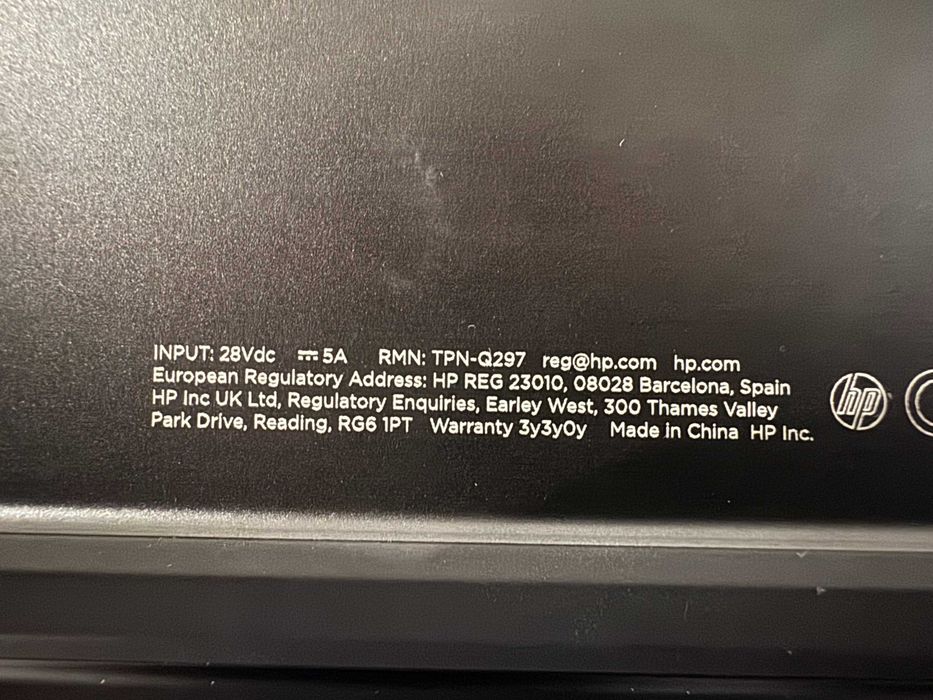 INPUT: 28Vdc ⎓ 5A RMN: TPN-Q297 reg@hp.com hp.com
European Regulatory Address: HP REG 23010, 08028 Barcelona, Spain
HP Inc UK Ltd, Regulatory Enquiries, Earley West, 300 Thames Valley
Park Drive, Reading, RG6 1PT Warranty 3y3y0y Made in China HP Inc.
hp